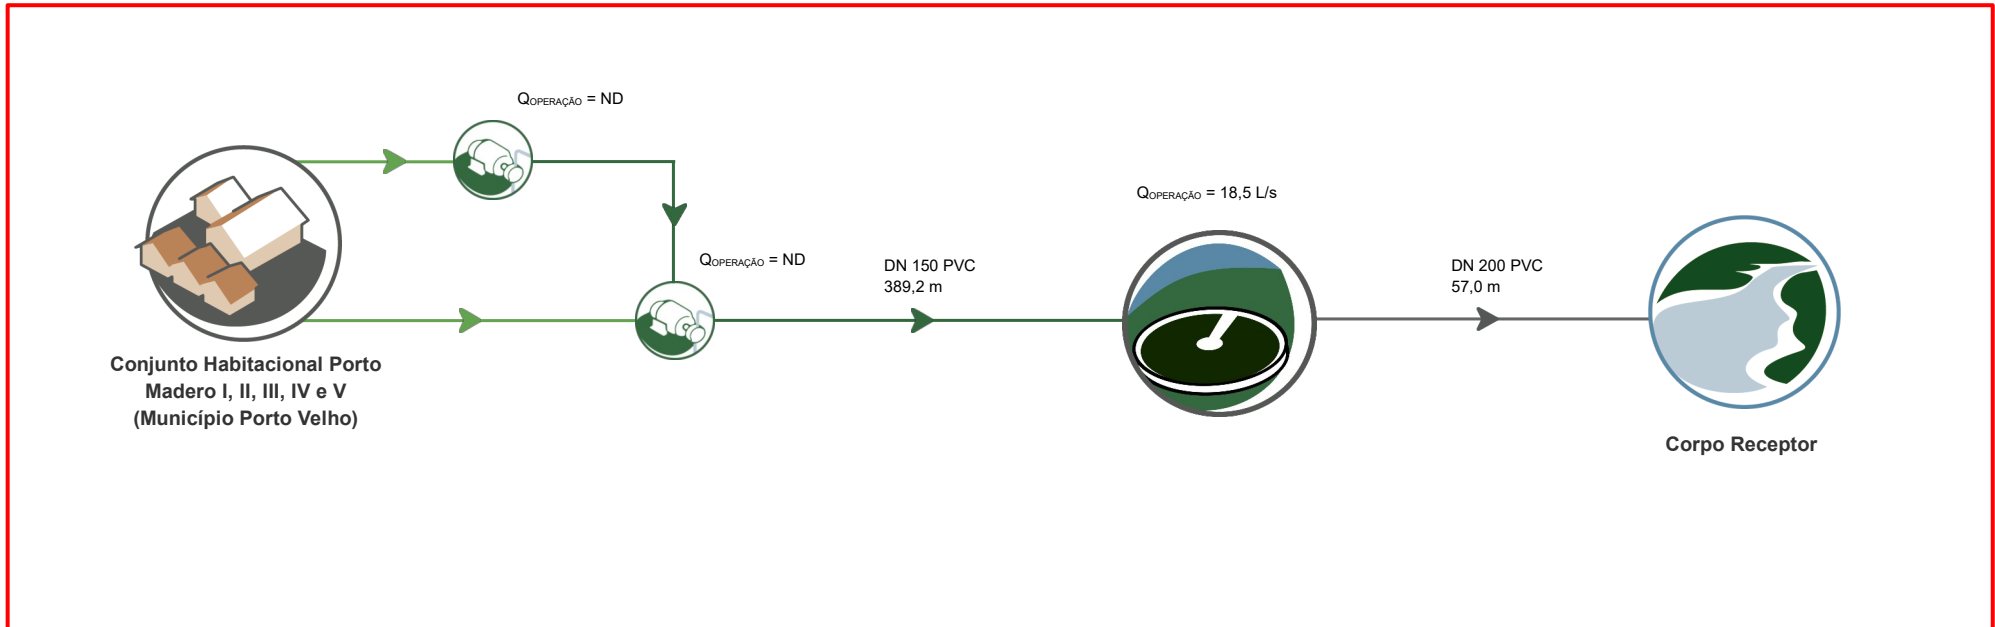 QOPERAÇÃO = ND
QOPERAÇÃO = 18,5 L/s
QOPERAÇÃO = ND
DN 150 PVC
389,2 m
DN 200 PVC
57,0 m
Conjunto Habitacional Porto
Madero I, II, III, IV e V
(Município Porto Velho)
Corpo Receptor